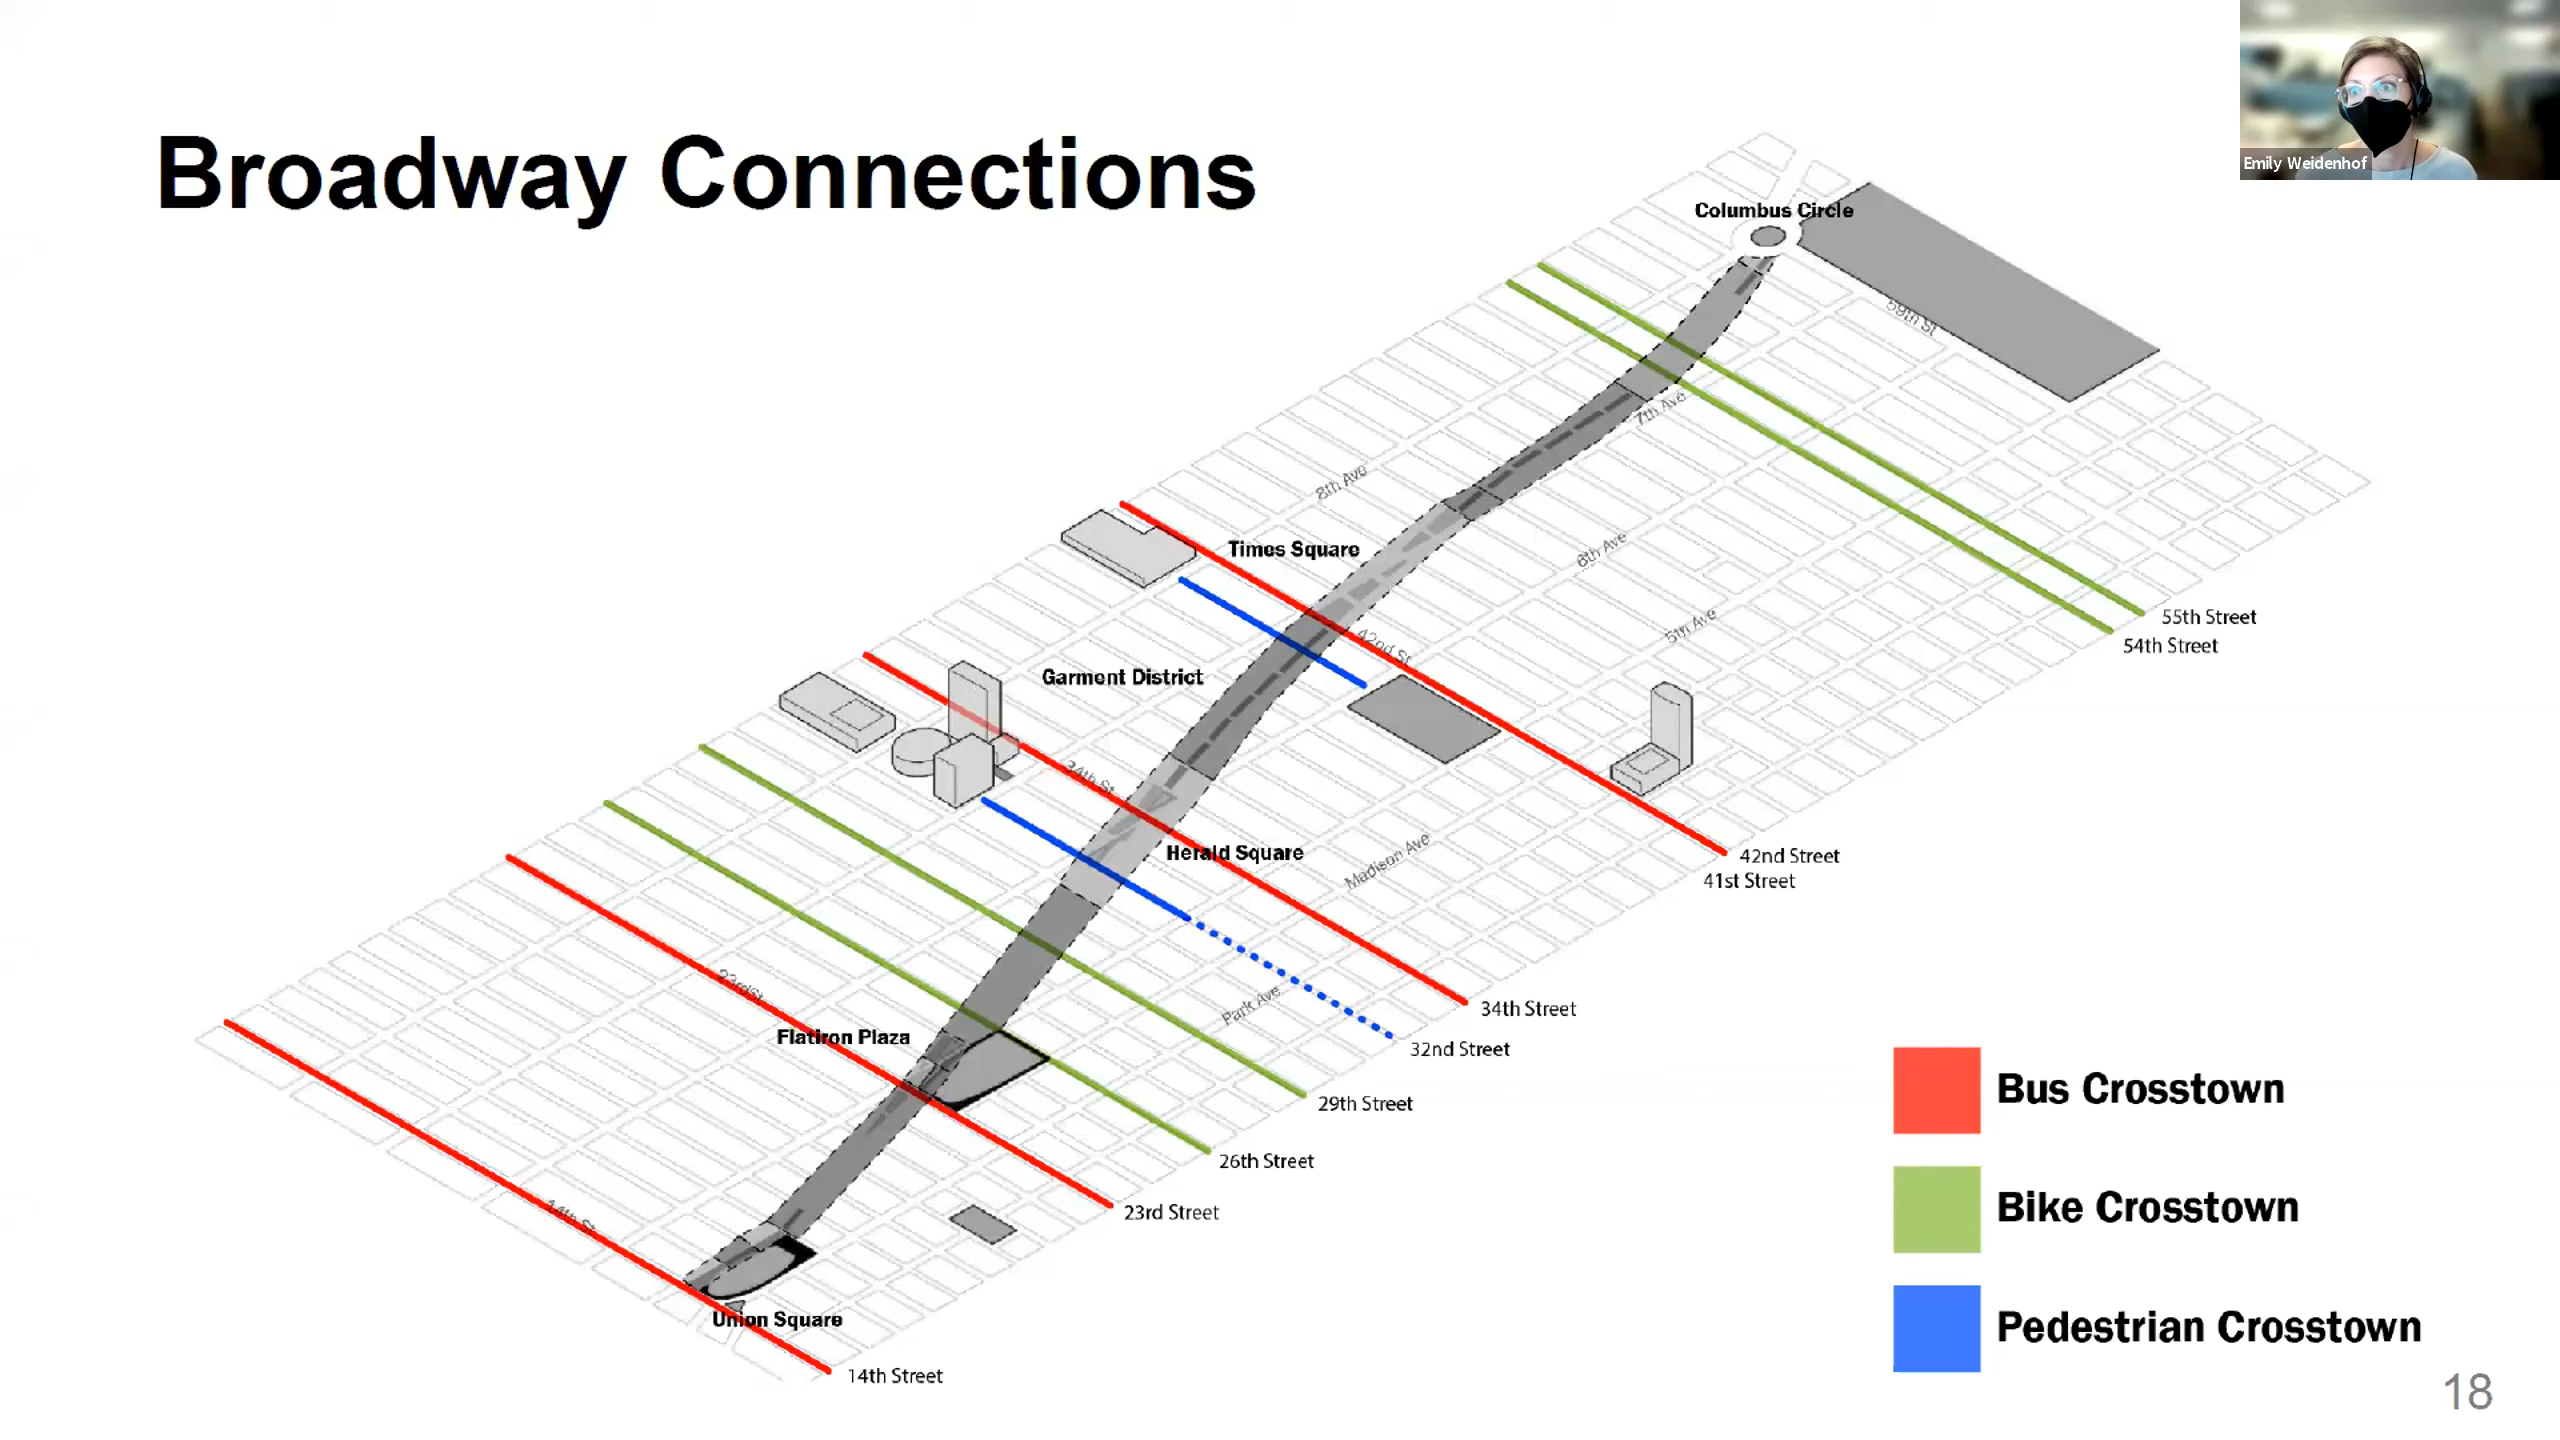 Broadway Connections
Emily Weidenhof
Columbus Circle
59th St
7th Ave
8th Ave
Times Square
6th Ave
5th Ave
55th Street
54th Street
42nd St
Garment District
34th St
Herald Square
Madison Ave
42nd Street
41st Street
23rdSt
Park Ave
34th Street
Flatiron Plaza
32nd Street
29th Street
26th Street
23rd Street
14th St
Union Square
14th Street
Bus Crosstown
Bike Crosstown
Pedestrian Crosstown
18